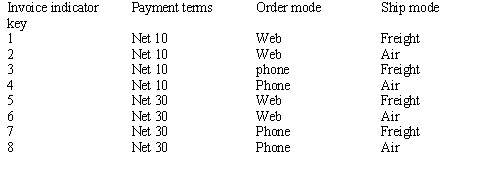 Invoice indicator key Payment terms Order mode Ship mode
1 Net 10 Web Freight
2 Net 10 Web Air
3 Net 10 phone Freight
4 Net 10 Phone Air
5 Net 30 Web Freight
6 Net 30 Web Air
7 Net 30 Phone Freight
8 Net 30 Phone Air